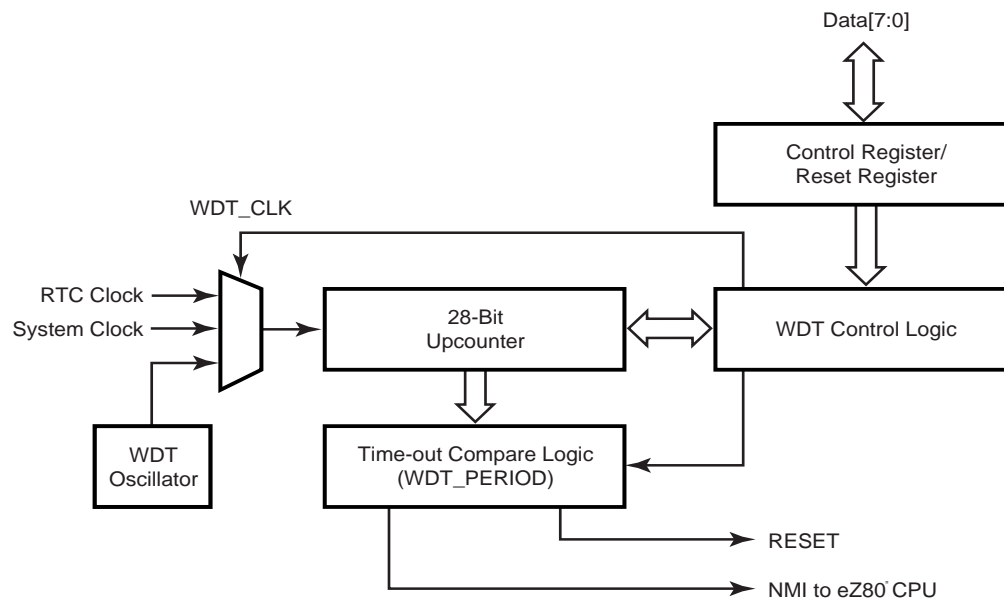 Data[7:0]
Control Register/
Reset Register
WDT_CLK
RTC Clock
System Clock
28-Bit
Upcounter
WDT Control Logic
WDT
Oscillator
Time-out Compare Logic
(WDT_PERIOD)
RESET
NMI to eZ80® CPU